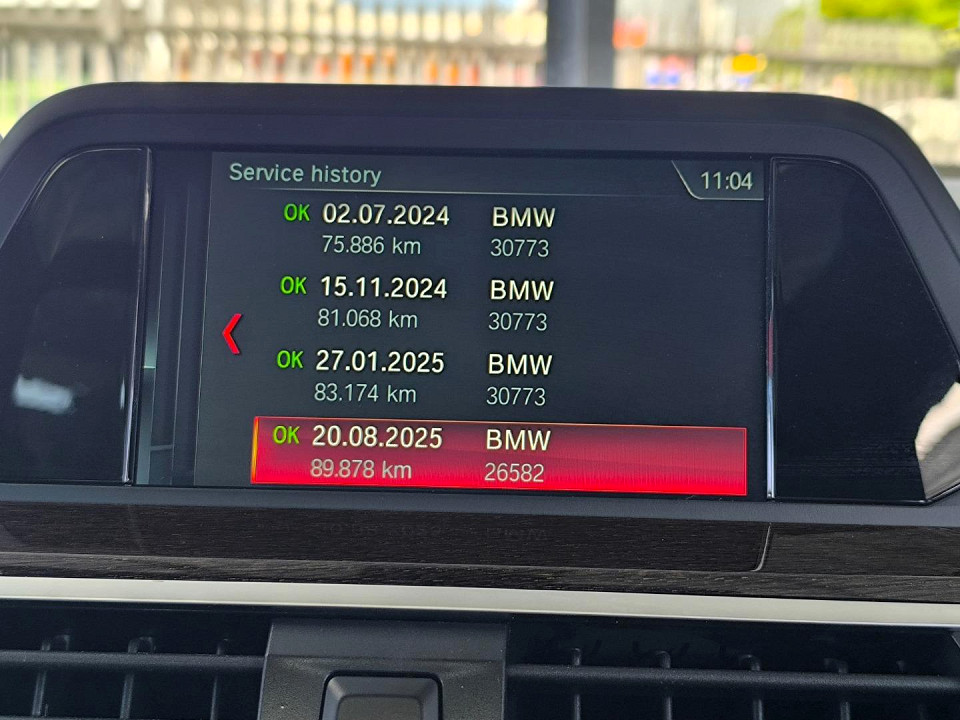 Service history 11:04
OK 02.07.2024 BMW
75.886 km 30773
OK 15.11.2024 BMW
81.068 km 30773
OK 27.01.2025 BMW
83.174 km 30773
OK 20.08.2025 BMW
89.878 km 26582